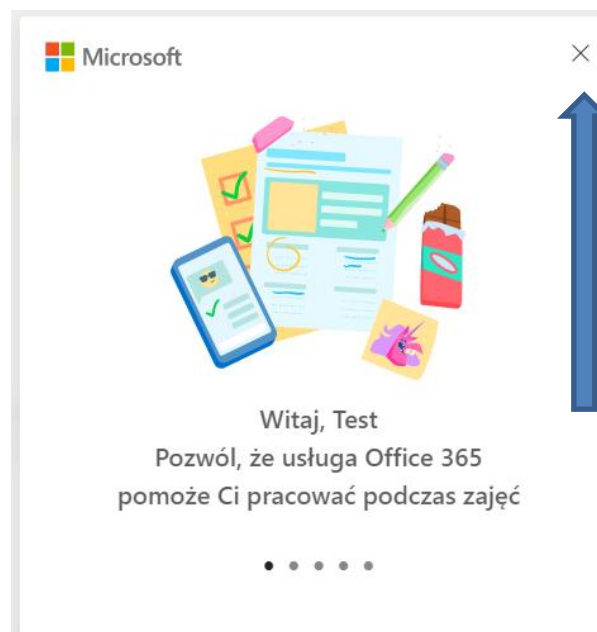 Microsoft
Witaj, Test
Pozwól, że usługa Office 365
pomoże Ci pracować podczas zajęć